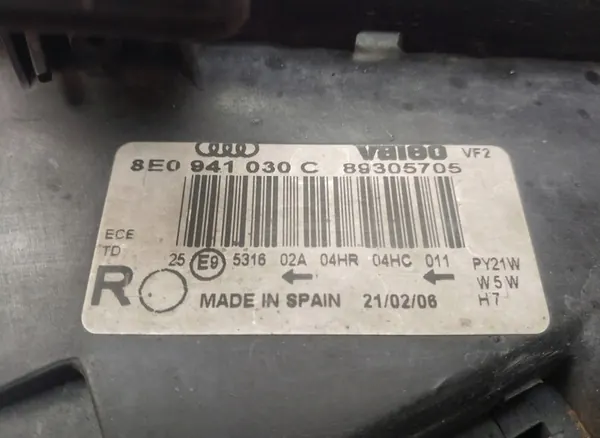 Valeo VF2
8E0 941 030 C 89305705
ECE
TD
25 E9 5316 02A 04HR 04HC 011
PY21W
W5W
H7
R
MADE IN SPAIN 21/02/06